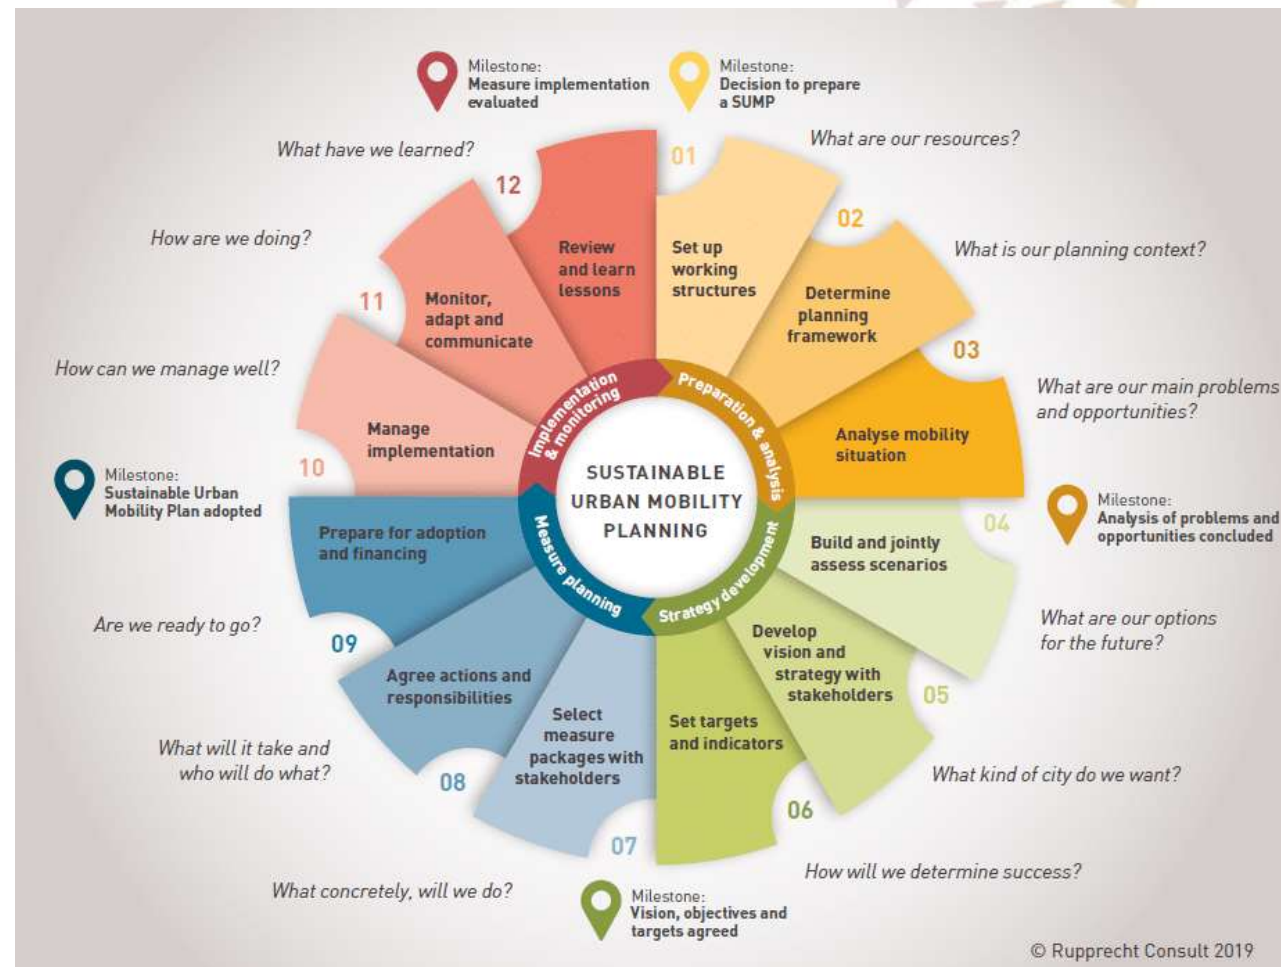 Milestone:
Measure implementation
evaluated
Milestone:
Decision to prepare
a SUMP
What are our resources?
01
Set up
working
structures
What is our planning context?
02
Determine
planning
framework
What are our main problems
and opportunities?
03
Analyse mobility
situation
Milestone:
Analysis of problems and
opportunities concluded
04
Build and jointly
assess scenarios
What are our options
for the future?
05
Develop
vision and
strategy with
stakeholders
What kind of city do we want?
06
Set targets
and indicators
How will we determine success?
Milestone:
Vision, objectives and
targets agreed
07
Select
measure
packages with
stakeholders
What concretely, will we do?
08
Agree actions and
responsibilities
What will it take and
who will do what?
09
Prepare for adoption
and financing
Are we ready to go?
Milestone:
Sustainable Urban
Mobility Plan adopted
10
Manage
implementation
How can we manage well?
11
Monitor,
adapt and
communicate
How are we doing?
12
Review
and learn
lessons
What have we learned?
Preparation & analysis
Strategy development
Measure planning
Implementation
& monitoring
SUSTAINABLE
URBAN MOBILITY
PLANNING
© Rupprecht Consult 2019